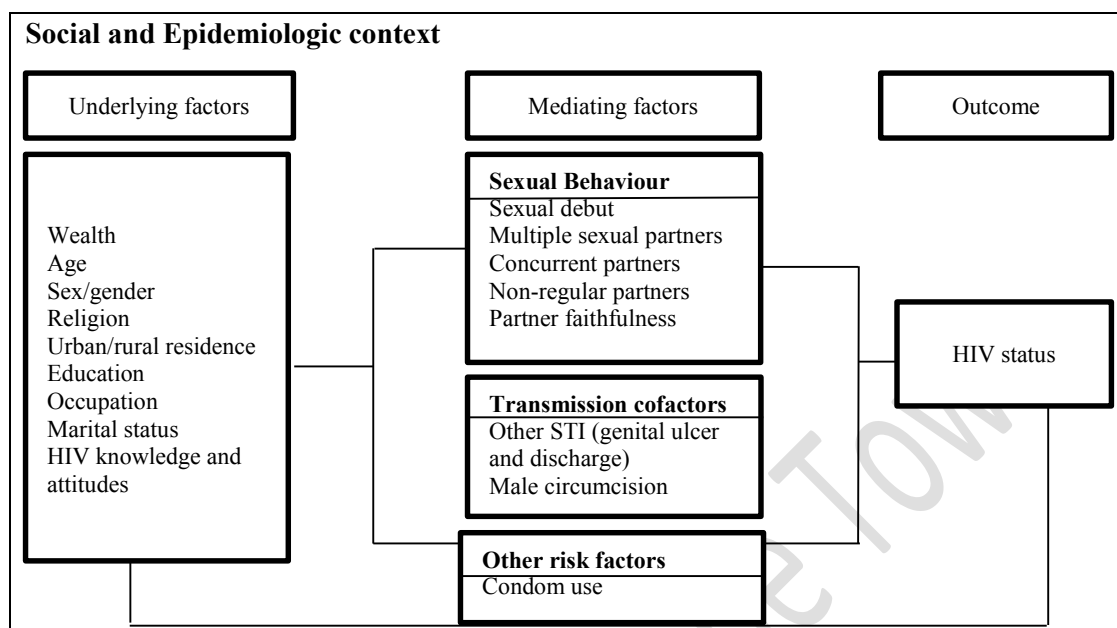 Social and Epidemiologic context
Underlying factors
Mediating factors
Outcome
Wealth
Age
Sex/gender
Religion
Urban/rural residence
Education
Occupation
Marital status
HIV knowledge and
attitudes
Sexual Behaviour
Sexual debut
Multiple sexual partners
Concurrent partners
Non-regular partners
Partner faithfulness
Transmission cofactors
Other STI (genital ulcer
and discharge)
Male circumcision
Other risk factors
Condom use
HIV status
e Tow